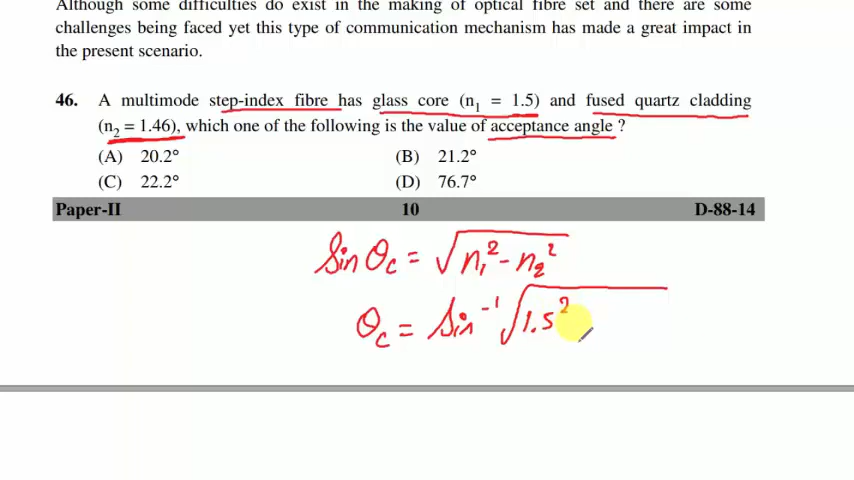 Although some difficulties do exist in the making of optical fibre set and there are some
challenges being faced yet this type of communication mechanism has made a great impact in
the present scenario.
46. A multimode step-index fibre has glass core (n₁ = 1.5) and fused quartz cladding
(n₂ = 1.46), which one of the following is the value of acceptance angle ?
(A) 20.2° (B) 21.2°
(C) 22.2° (D) 76.7°
Paper-II 10 D-88-14
Sin θc = √n₁² - n₂²
θc = Sin⁻¹ √1.5²